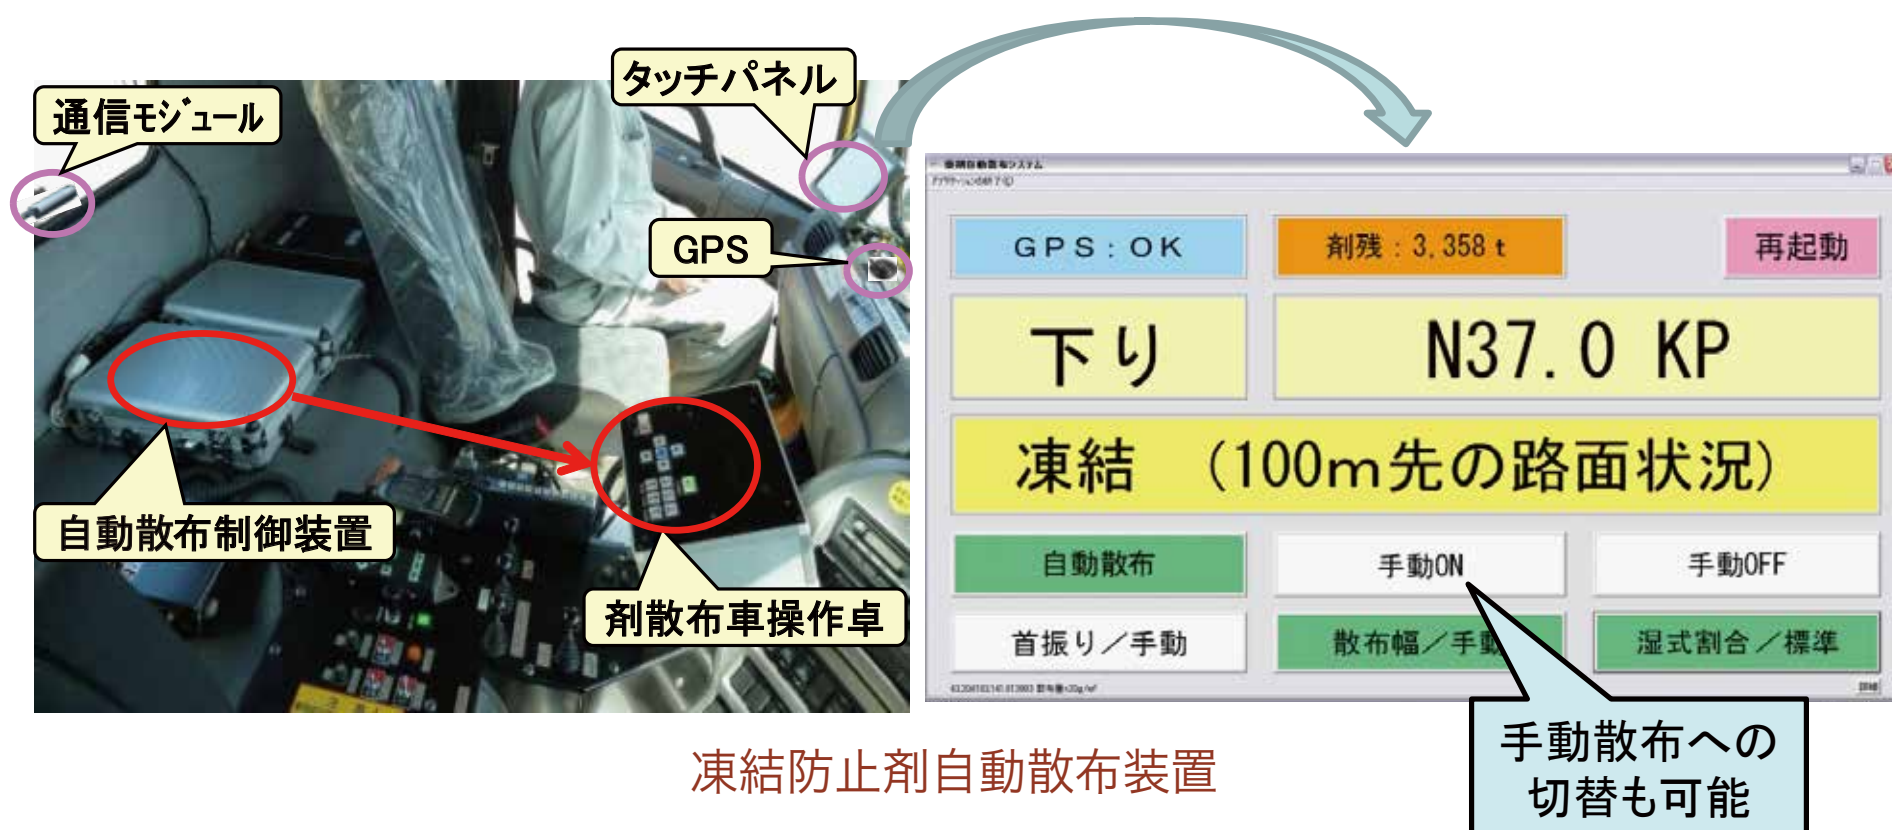 通信モジュール
タッチパネル
GPS
自動散布制御装置
剤散布車操作卓
GPS:OK
剤残:3,358t
再起動
下り
N37.0 KP
凍結 (100m先の路面状況)
自動散布
手動ON
手動OFF
首振り/手動
散布幅/手動
湿式割合/標準
詳細
手動散布への
切替も可能
凍結防止剤自動散布装置